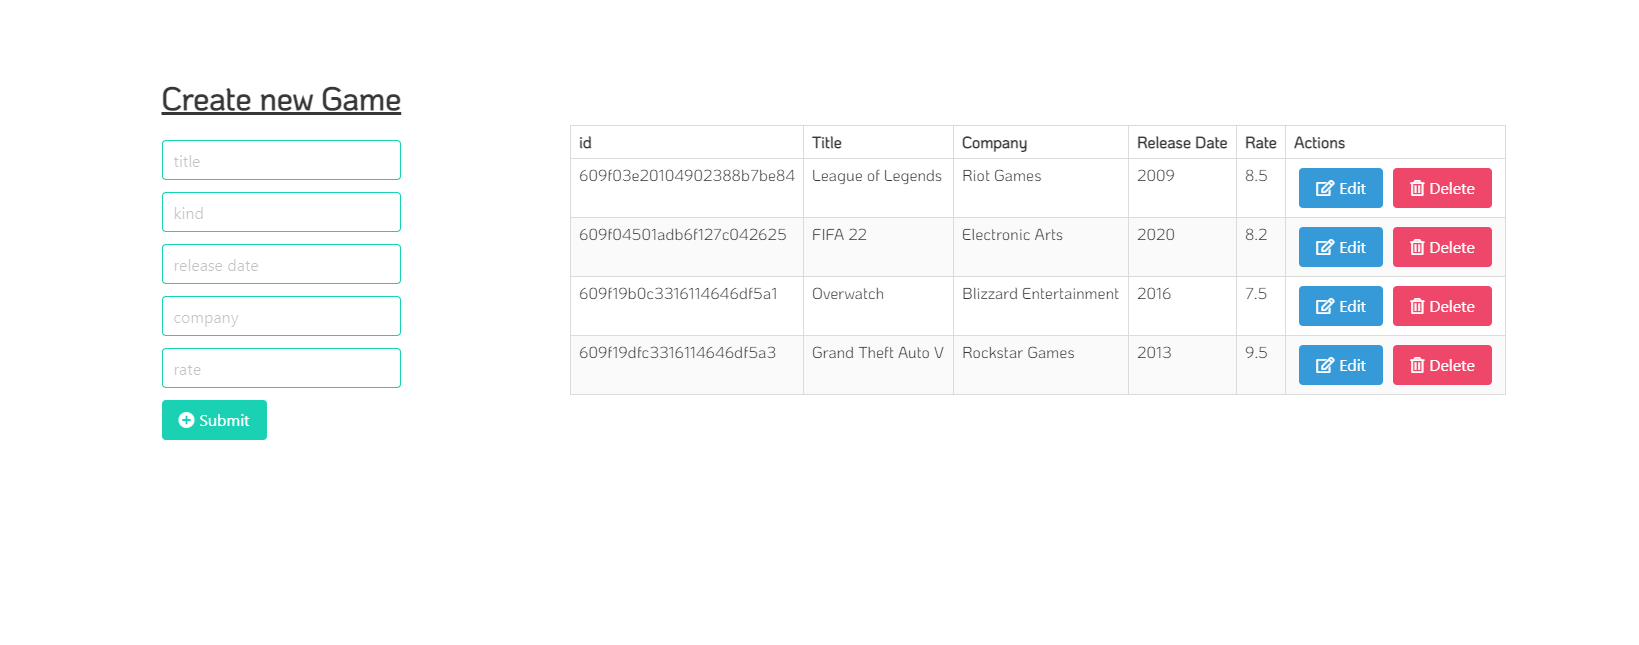 Create new Game
title
kind
release date
company
rate
Submit
id Title Company Release Date Rate Actions
609f03e20104902388b7be84 League of Legends Riot Games 2009 8.5 Edit Delete
609f04501adb6f127c042625 FIFA 22 Electronic Arts 2020 8.2 Edit Delete
609f19b0c3316114646df5a1 Overwatch Blizzard Entertainment 2016 7.5 Edit Delete
609f19dfc3316114646df5a3 Grand Theft Auto V Rockstar Games 2013 9.5 Edit Delete